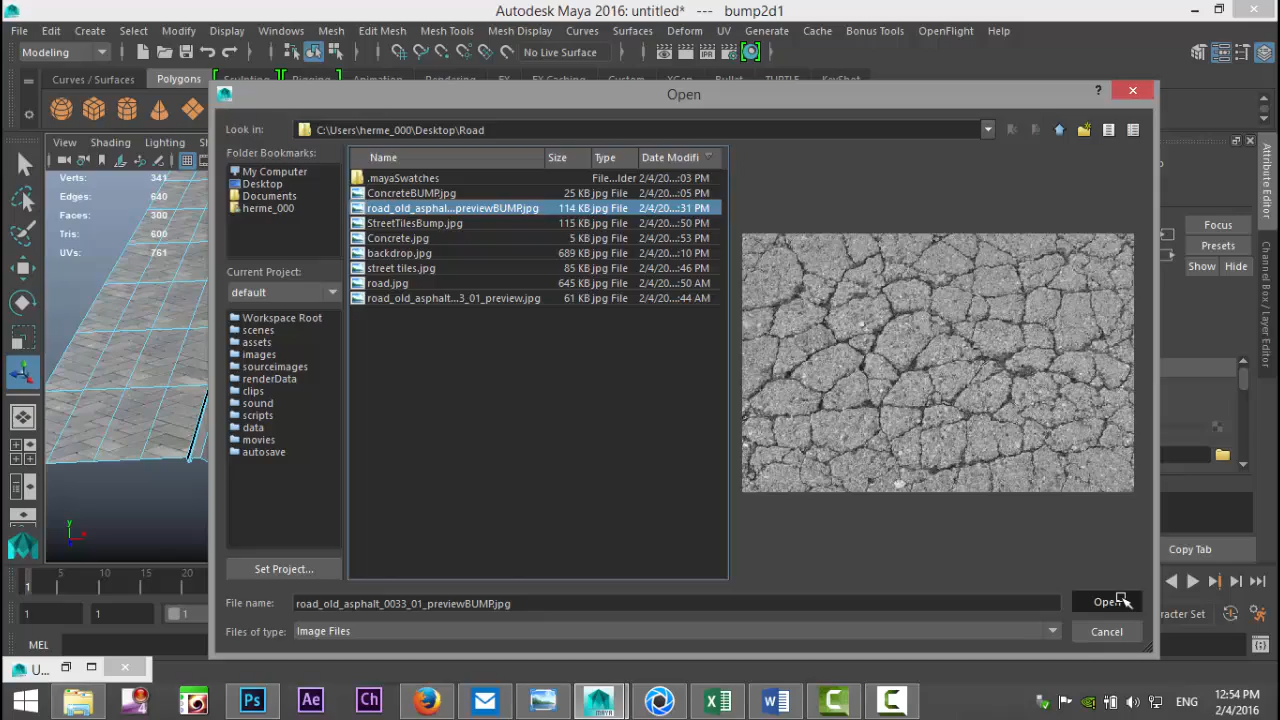 Autodesk Maya 2016: untitled* --- bump2d1
File Edit Create Select Modify Display Windows Mesh Edit Mesh Mesh Tools Mesh Display Curves Surfaces Deform UV Generate Cache Bonus Tools OpenFlight Help
Modeling No Live Surface
Curves / Surfaces Polygons
Open
View Shading Lighting
Verts: 341
Edges: 640
Faces: 300
Tris: 600
UVs: 761
Look in: C:\Users\herme_000\Desktop\Road
Folder Bookmarks:
My Computer
Desktop
Documents
herme_000
Current Project:
default
Workspace Root
scenes
assets
images
sourceimages
renderData
clips
sound
scripts
data
movies
autosave
Set Project...
Name Size Type Date Modifi
.mayaSwatches File...lder 2/4/20...:03 PM
ConcreteBUMP.jpg 25 KB jpg File 2/4/20...:05 PM
road_old_asphal...previewBUMP.jpg 114 KB jpg File 2/4/20...:31 PM
StreetTilesBump.jpg 115 KB jpg File 2/4/20...:50 PM
Concrete.jpg 5 KB jpg File 2/4/20...:53 PM
backdrop.jpg 689 KB jpg File 2/4/20...:10 PM
street tiles.jpg 85 KB jpg File 2/4/20...:46 PM
road.jpg 645 KB jpg File 2/4/20...:50 AM
road_old_asphalt...3_01_preview.jpg 61 KB jpg File 2/4/20...:44 AM
File name: road_old_asphalt_0033_01_previewBUMP.jpg
Open
Files of type: Image Files
Cancel
Focus
Presets
Show Hide
Attribute Editor
Channel Box / Layer Editor
Copy Tab
5 10 15 20
1
1 1 1
MEL
U...
Ps Ae Ch
MAYA
ENG
12:54 PM
2/4/2016